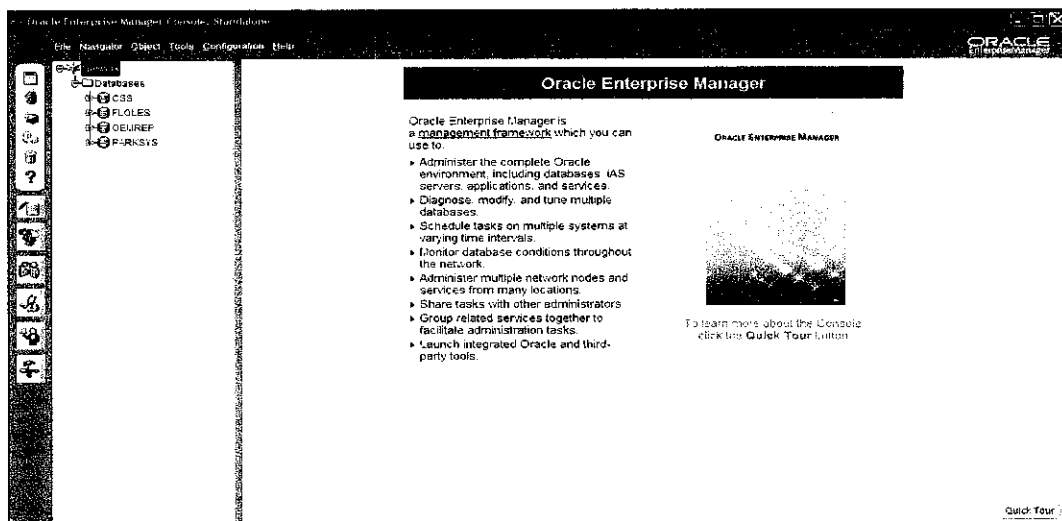 Oracle Enterprise Manager Console, Standalone
File Navigator Object Tools Configuration Help
ORACLE
Enterprise Manager
Databases
CSS
FLOLES
OEMREP
PARKSYS
Oracle Enterprise Manager
Oracle Enterprise Manager is
a management framework which you can
use to:
Administer the complete Oracle
environment, including databases, iAS
servers, applications, and services.
Diagnose, modify, and tune multiple
databases.
Schedule tasks on multiple systems at
varying time intervals.
Monitor database conditions throughout
the network.
Administer multiple network nodes and
services from many locations.
Share tasks with other administrators
Group related services together to
facilitate administration tasks.
Launch integrated Oracle and third-
party tools.
ORACLE ENTERPRISE MANAGER
To learn more about the Console
click the Quick Tour button
Quick Tour